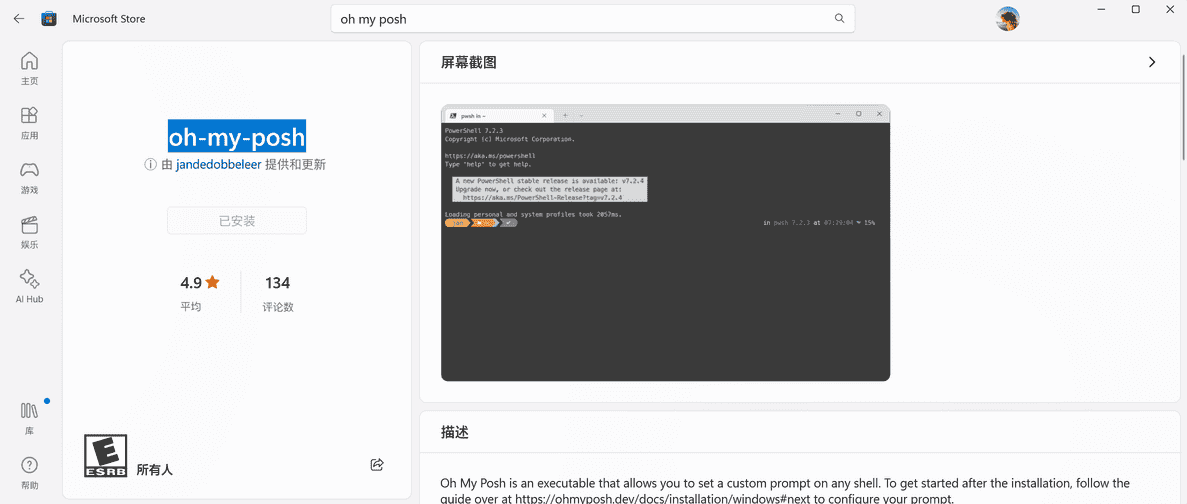 Microsoft Store
oh my posh
主页
应用
游戏
娱乐
AI Hub
库
帮助
oh-my-posh
由 jandedobbeleer 提供和更新
已安装
4.9
平均
134
评论数
E
ESRB
所有人
屏幕截图
pwsh in ~
PowerShell 7.2.3
Copyright (c) Microsoft Corporation.
https://aka.ms/powershell
Type 'help' to get help.
A new PowerShell stable release is available: v7.2.4
Upgrade now, or check out the release page at:
https://aka.ms/PowerShell-Release?tag=v7.2.4
Loading personal and system profiles took 2057ms.
in pwsh 7.2.3 at 07:29:04 15%
描述
Oh My Posh is an executable that allows you to set a custom prompt on any shell. To get started after the installation, follow the
guide over at https://ohmyposh.dev/docs/installation/windows#next to configure your prompt.